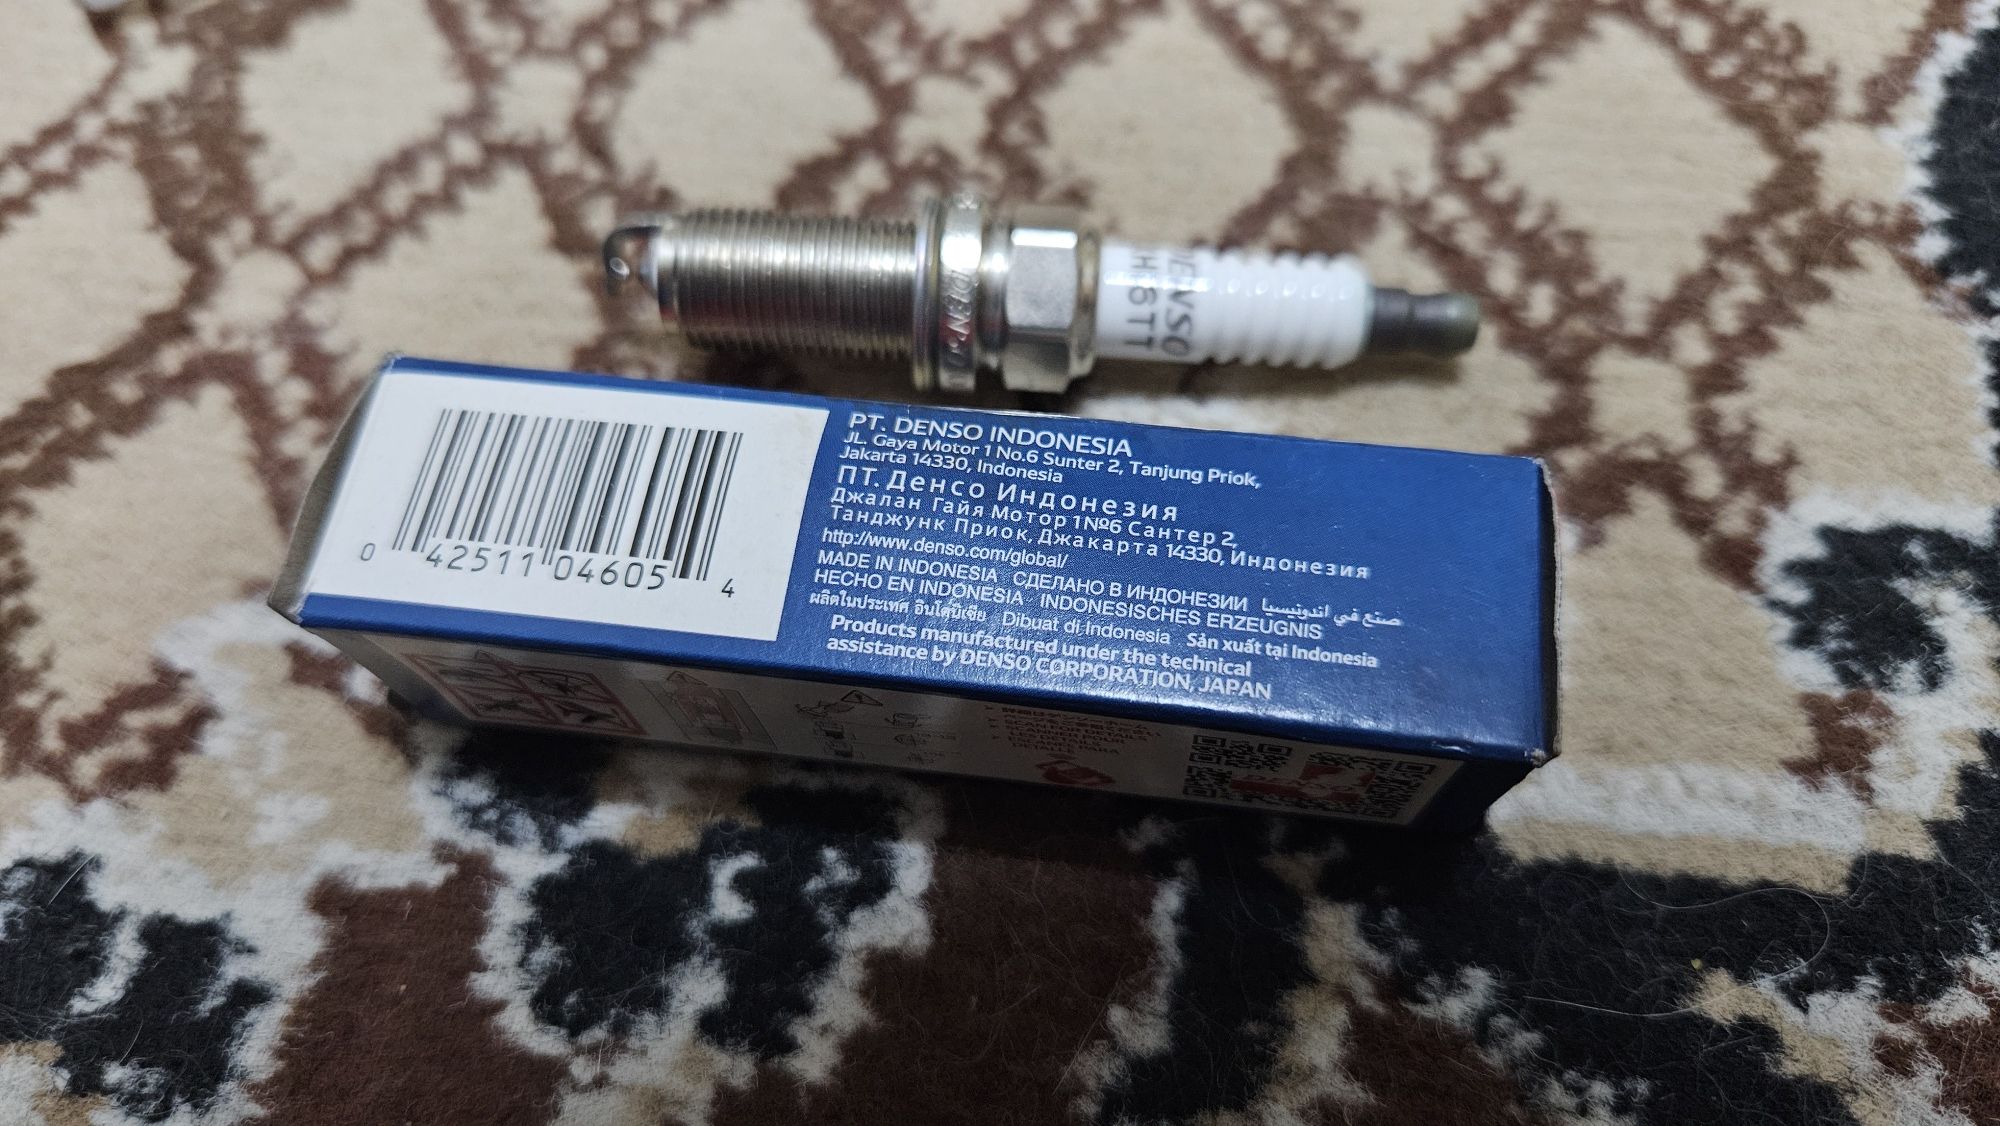 DENSO
DENSO
6TT
0 42511 04605 4
PT. DENSO INDONESIA
JL. Gaya Motor 1 No.6 Sunter 2, Tanjung Priok,
Jakarta 14330, Indonesia
ПТ. Денсо Индонезия
Джалан Гайя Мотор 1 №6 Сантер 2,
Танджунк Приок, Джакарта 14330, Индонезия
http://www.denso.com/global/
MADE IN INDONESIA СДЕЛАНО В ИНДОНЕЗИИ صنع في اندونيسيا
HECHO EN INDONESIA INDONESISCHES ERZEUGNIS
ผลิตในประเทศ อินโดนีเซีย Dibuat di Indonesia Sản xuất tại Indonesia
Products manufactured under the technical
assistance by DENSO CORPORATION, JAPAN